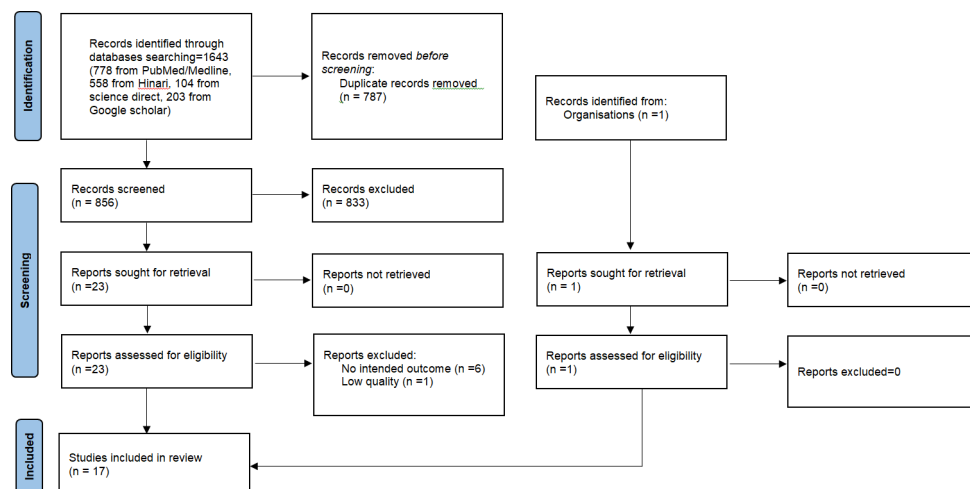 Identification
Records identified through
databases searching=1643
(778 from PubMed/Medline,
558 from Hinari, 104 from
science direct, 203 from
Google scholar)
Records removed before
screening:
Duplicate records removed
(n = 787)
Records identified from:
Organisations (n =1)
Screening
Records screened
(n = 856)
Records excluded
(n = 833)
Reports sought for retrieval
(n =23)
Reports not retrieved
(n =0)
Reports sought for retrieval
(n = 1)
Reports not retrieved
(n =0)
Reports assessed for eligibility
(n =23)
Reports excluded:
No intended outcome (n =6)
Low quality (n =1)
Reports assessed for eligibility
(n =1)
Reports excluded=0
Included
Studies included in review
(n = 17)